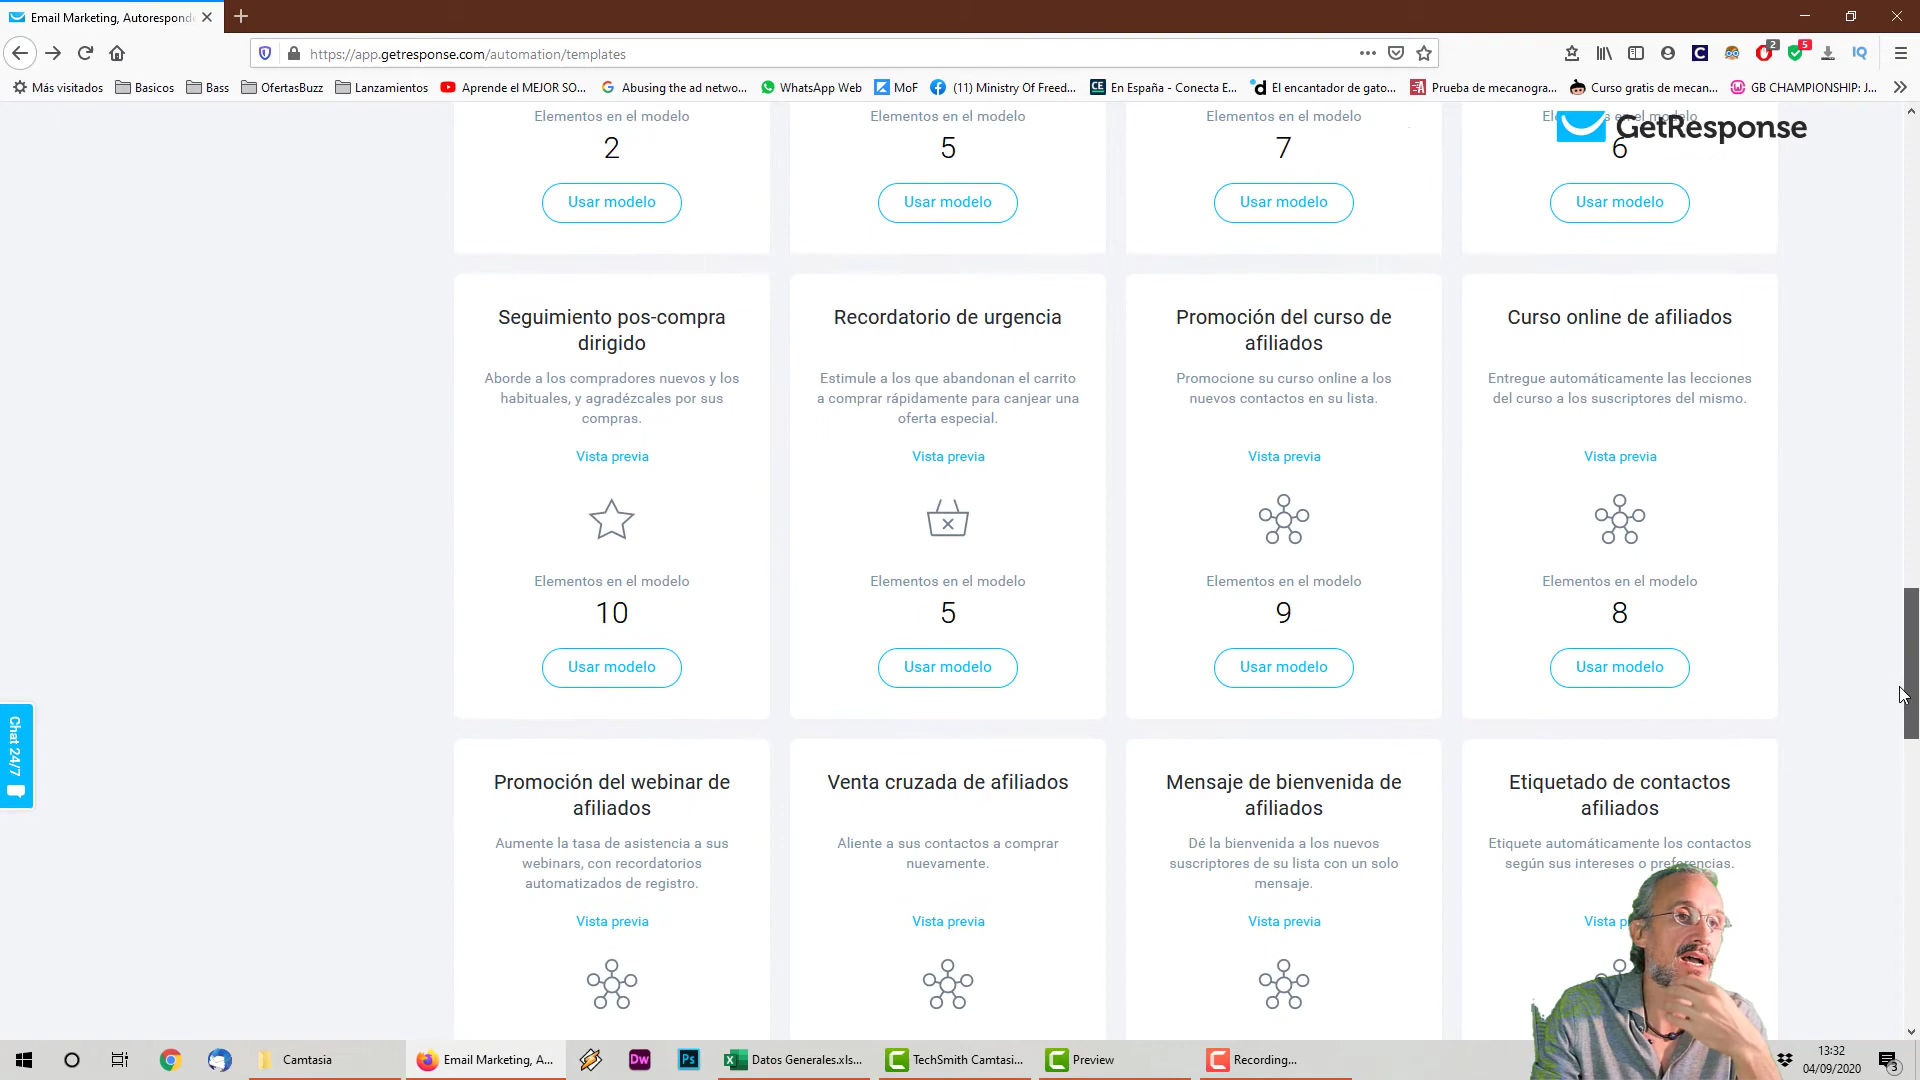 Email Marketing, Autoresponde
https://app.getresponse.com/automation/templates
2
5
Más visitados
Basicos
Bass
OfertasBuzz
Lanzamientos
Aprende el MEJOR SO...
Abusing the ad netwo...
WhatsApp Web
MoF
(11) Ministry Of Freed...
En España - Conecta E...
El encantador de gato...
Prueba de mecanogra...
Curso gratis de mecan...
GB CHAMPIONSHIP: J...
GetResponse
Elementos en el modelo
2
Usar modelo
Elementos en el modelo
5
Usar modelo
Elementos en el modelo
7
Usar modelo
6
Usar modelo
Seguimiento pos-compra
dirigido
Aborde a los compradores nuevos y los
habituales, y agradézcales por sus
compras.
Vista previa
Elementos en el modelo
10
Usar modelo
Recordatorio de urgencia
Estimule a los que abandonan el carrito
a comprar rápidamente para canjear una
oferta especial.
Vista previa
Elementos en el modelo
5
Usar modelo
Promoción del curso de
afiliados
Promocione su curso online a los
nuevos contactos en su lista.
Vista previa
Elementos en el modelo
9
Usar modelo
Curso online de afiliados
Entregue automáticamente las lecciones
del curso a los suscriptores del mismo.
Vista previa
Elementos en el modelo
8
Usar modelo
Promoción del webinar de
afiliados
Aumente la tasa de asistencia a sus
webinars, con recordatorios
automatizados de registro.
Vista previa
Venta cruzada de afiliados
Aliente a sus contactos a comprar
nuevamente.
Vista previa
Mensaje de bienvenida de
afiliados
Dé la bienvenida a los nuevos
suscriptores de su lista con un solo
mensaje.
Vista previa
Etiquetado de contactos
afiliados
Etiquete automáticamente los contactos
según sus intereses o preferencias.
Vista
Chat 24/7
Camtasia
Email Marketing, A...
Datos Generales.xls...
TechSmith Camtasi...
Preview
Recording...
13:32
04/09/2020
3